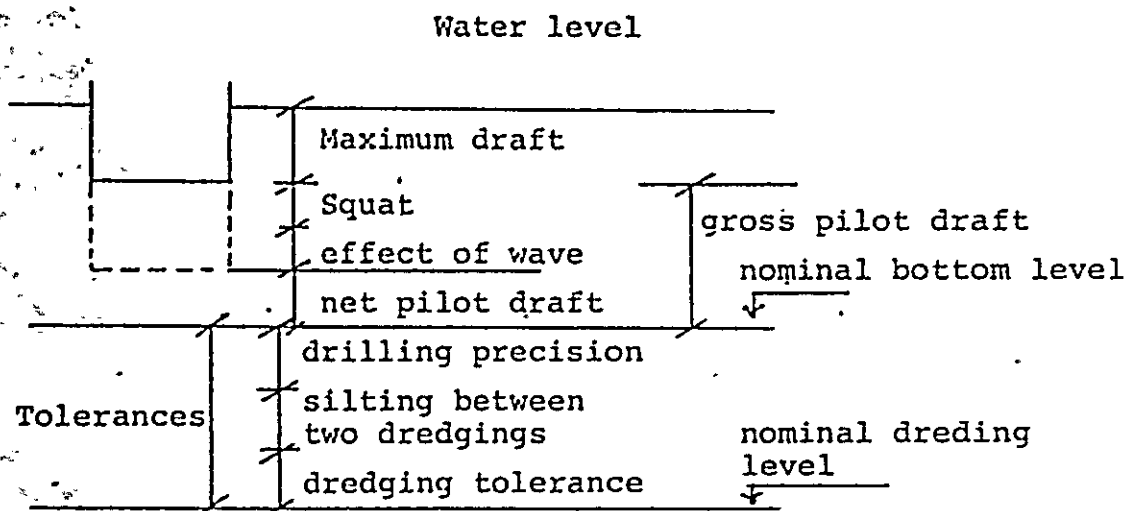 Water level
Maximum draft
Squat
gross pilot draft
effect of wave
nominal bottom level
net pilot draft
drilling precision
Tolerances
silting between
two dredgings
nominal dreding
level
dredging tolerance